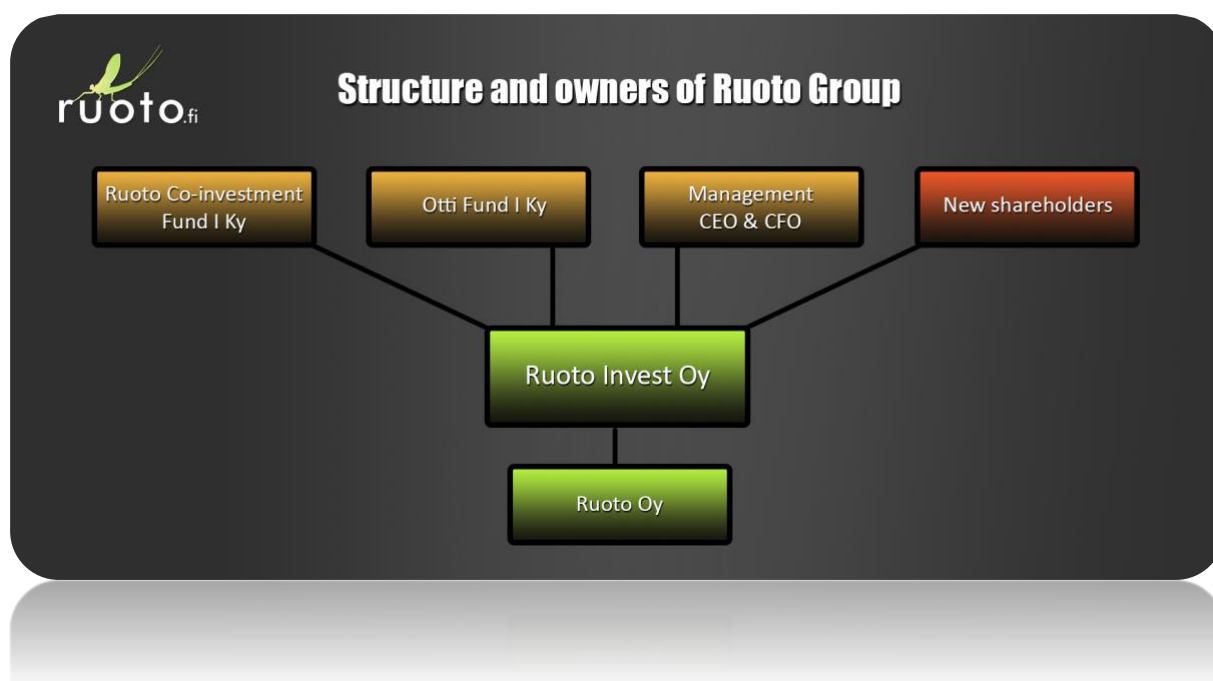 ruoto.fi
Structure and owners of Ruoto Group
Ruoto Co-investment
Fund I Ky
Otti Fund I Ky
Management
CEO & CFO
New shareholders
Ruoto Invest Oy
Ruoto Oy